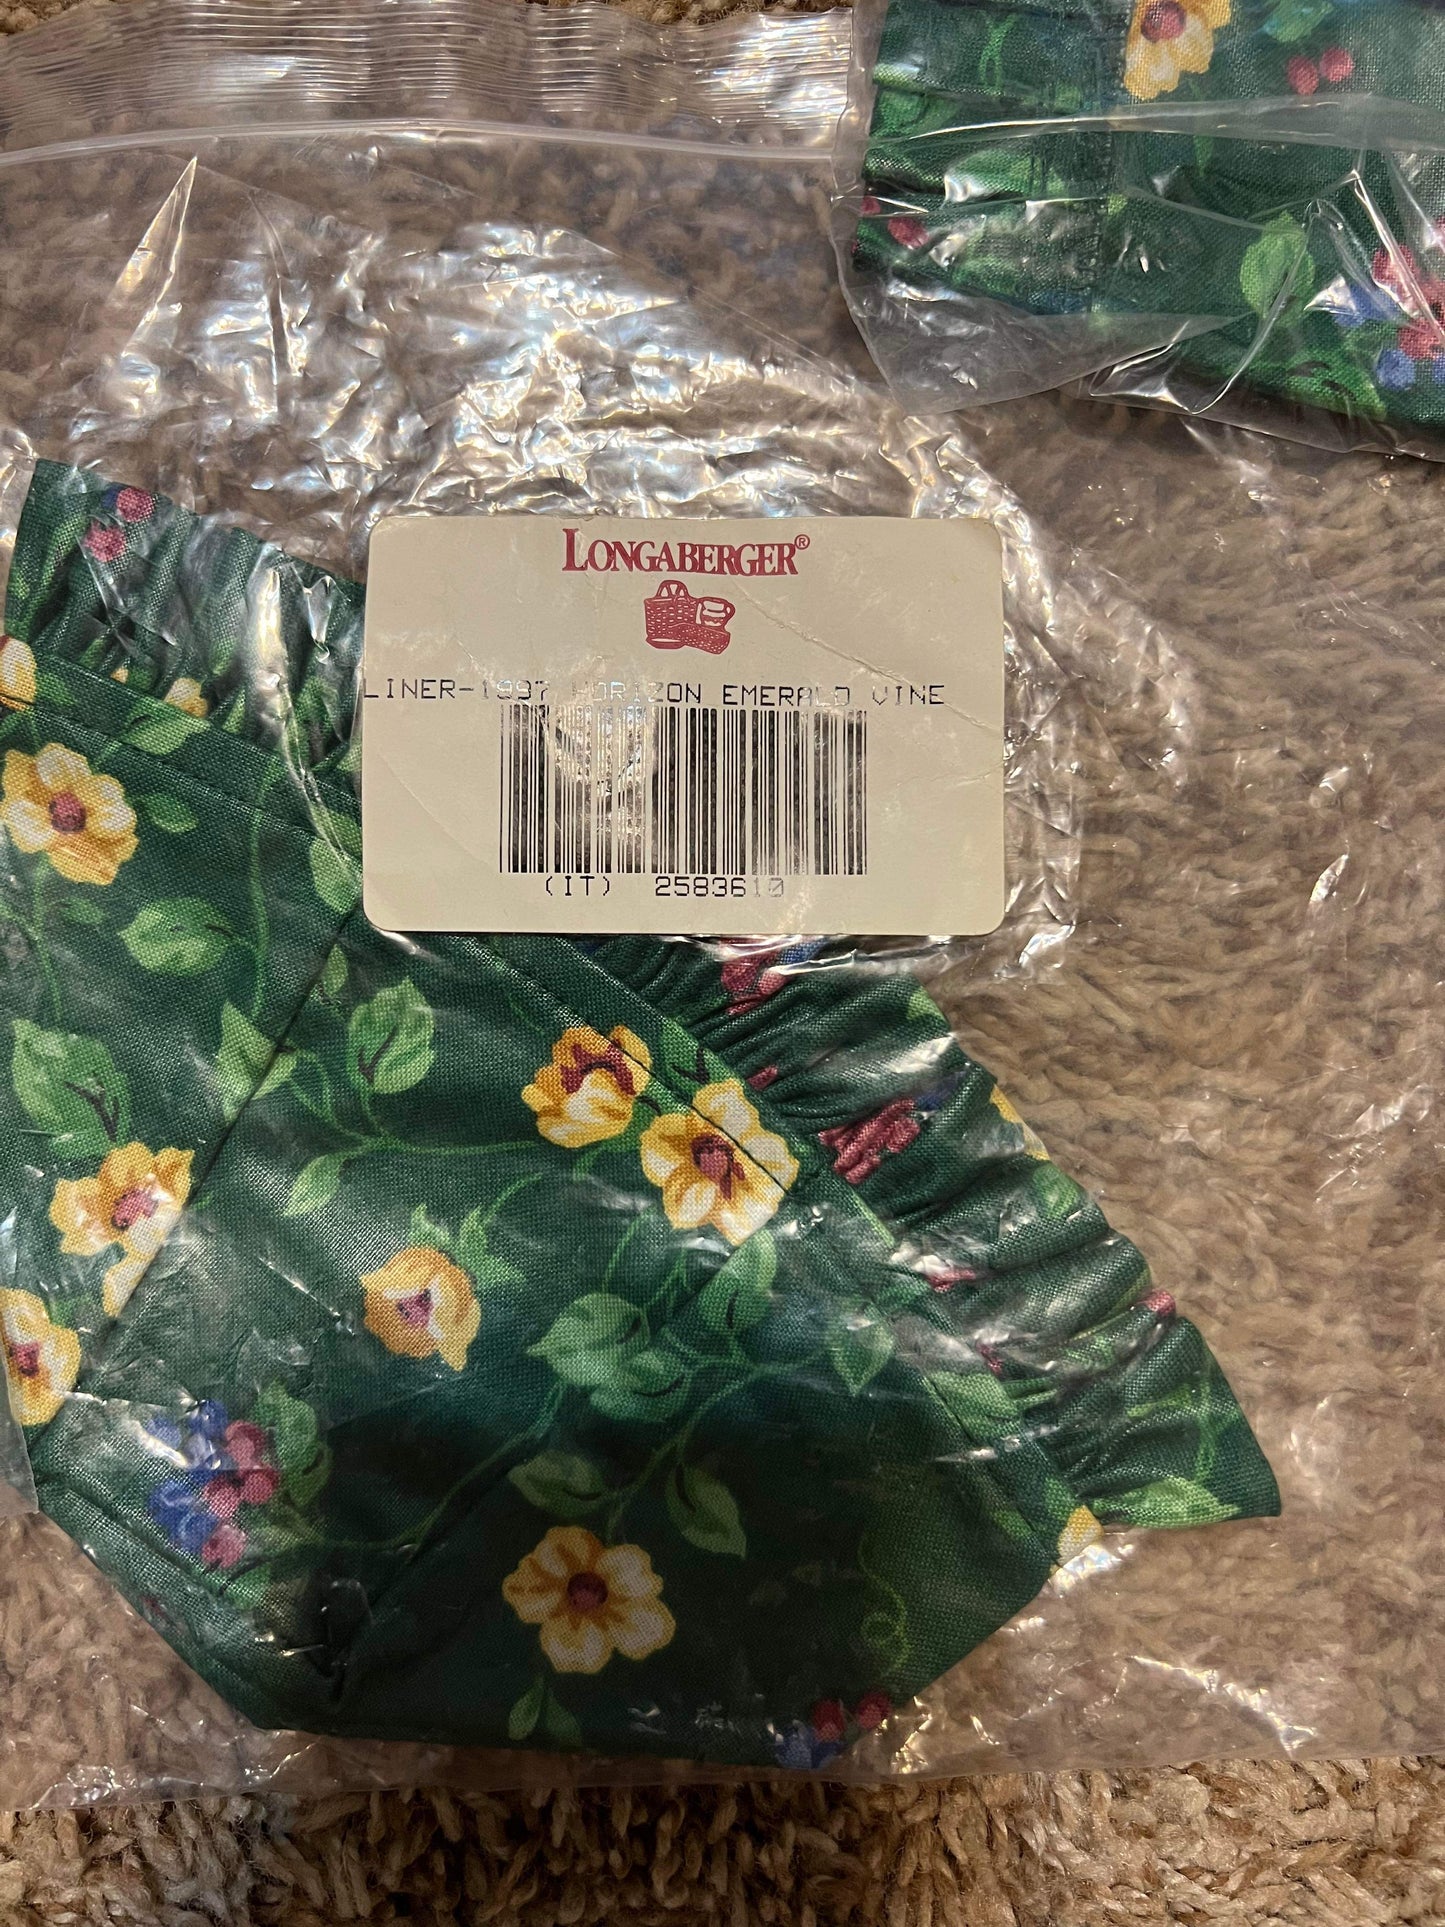 LONGABERGER®
LINER-1997 HORIZON EMERALD VINE
(IT) 2583610